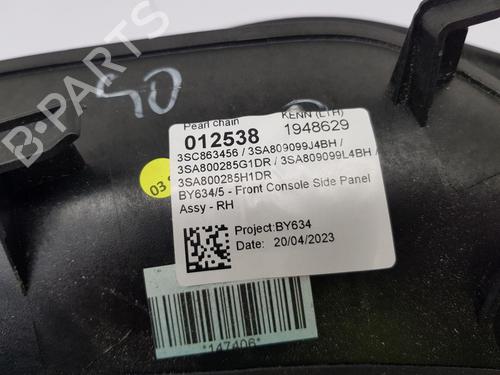 50
Pearl chain KENN (LTH)
012538 1948629
3SC863456 / 3SA809099J4BH /
3SA800285G1DR / 3SA809099L4BH /
3SA800285H1DR
BY634/5 - Front Console Side Panel
Assy - RH
Project:BY634
Date: 20/04/2023
03
*147406*
B-PARTS